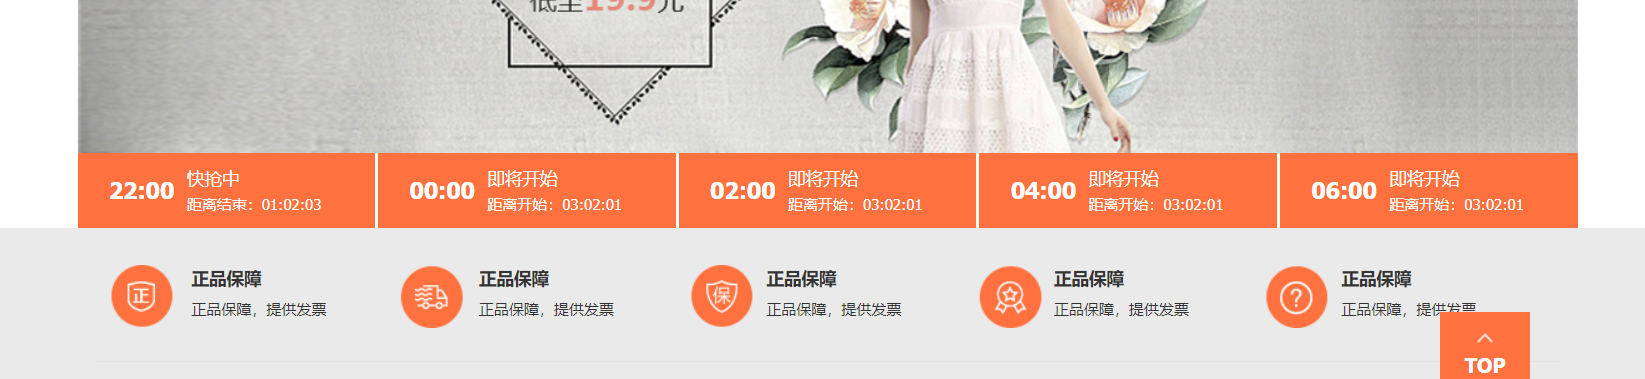 低至19.9元
22:00
快抢中
距离结束：01:02:03
00:00
即将开始
距离开始：03:02:01
02:00
即将开始
距离开始：03:02:01
04:00
即将开始
距离开始：03:02:01
06:00
即将开始
距离开始：03:02:01
正
正品保障
正品保障，提供发票
正品保障
正品保障，提供发票
保
正品保障
正品保障，提供发票
正品保障
正品保障，提供发票
?
正品保障
正品保障，提供发票
TOP